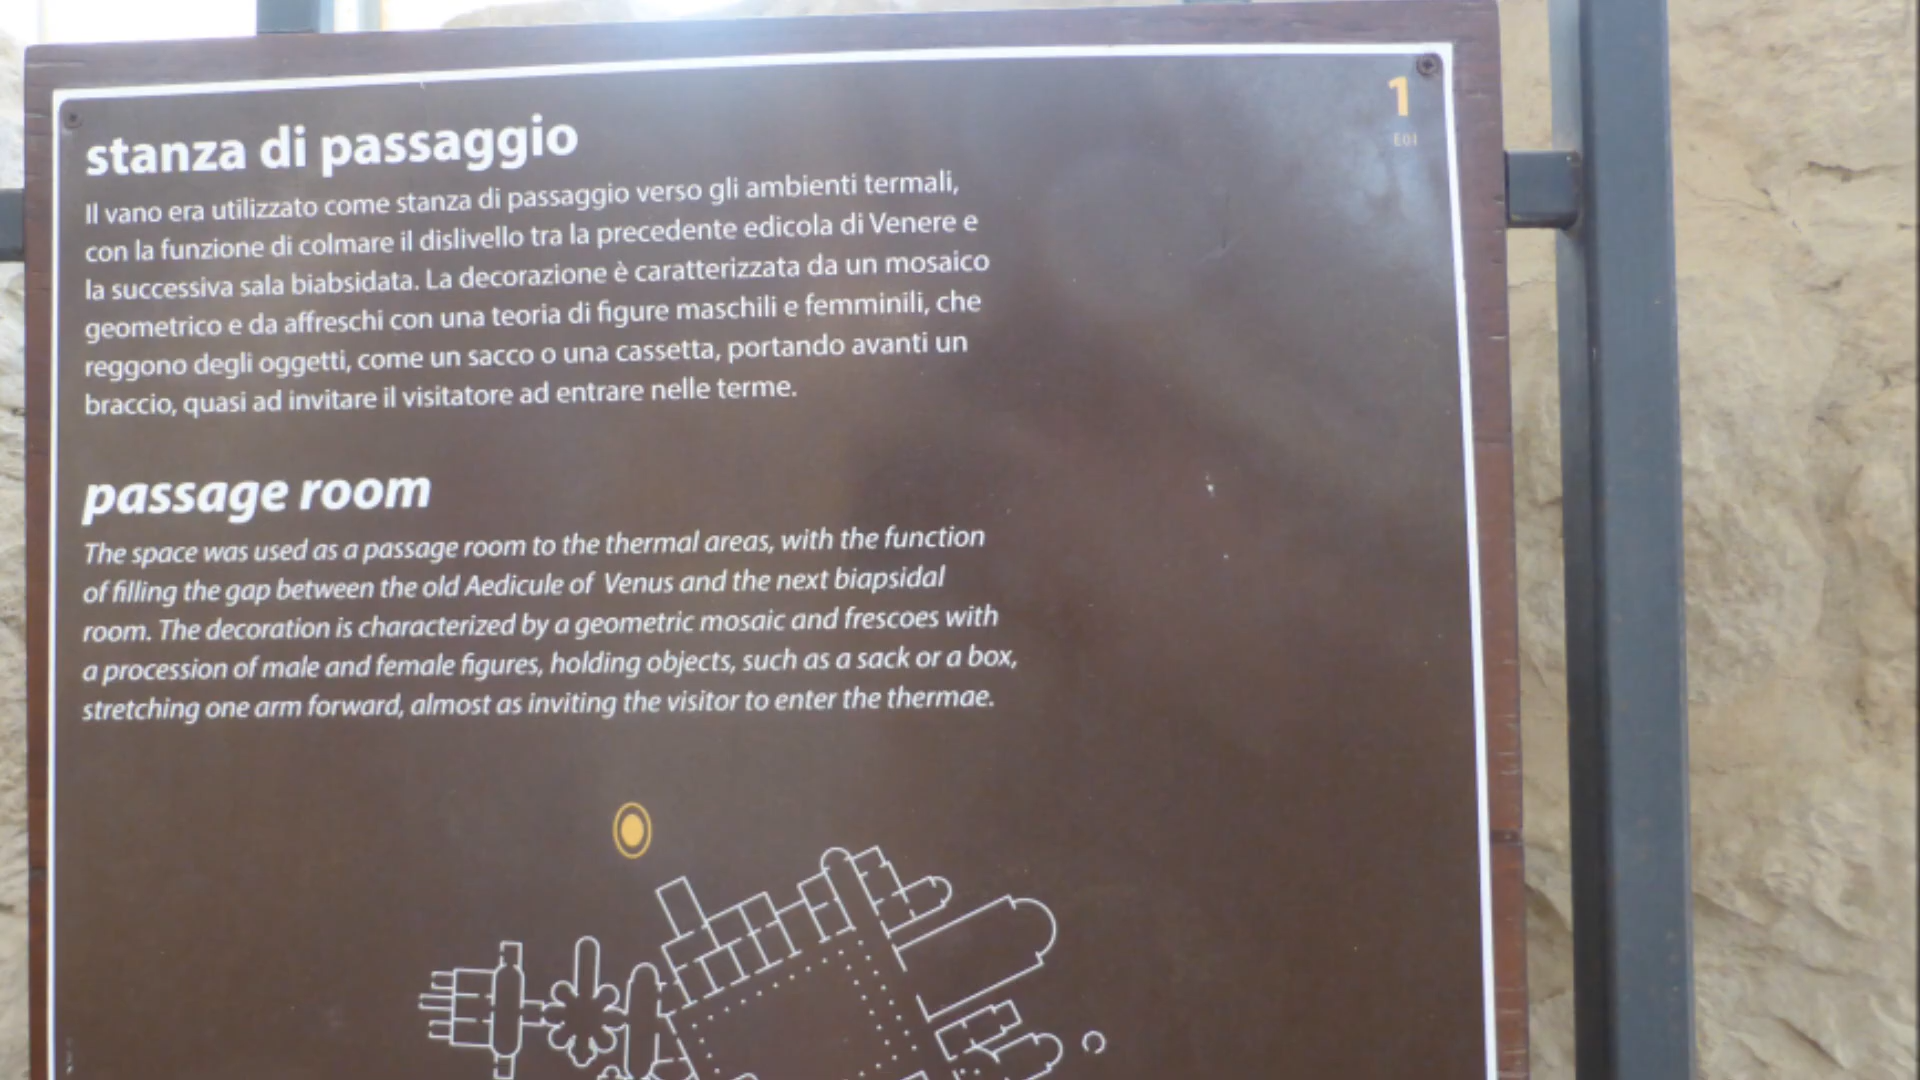 1
E01
stanza di passaggio
Il vano era utilizzato come stanza di passaggio verso gli ambienti termali,
con la funzione di colmare il dislivello tra la precedente edicola di Venere e
la successiva sala biabsidata. La decorazione è caratterizzata da un mosaico
geometrico e da affreschi con una teoria di figure maschili e femminili, che
reggono degli oggetti, come un sacco o una cassetta, portando avanti un
braccio, quasi ad invitare il visitatore ad entrare nelle terme.
passage room
The space was used as a passage room to the thermal areas, with the function
of filling the gap between the old Aedicule of Venus and the next biapsidal
room. The decoration is characterized by a geometric mosaic and frescoes with
a procession of male and female figures, holding objects, such as a sack or a box,
stretching one arm forward, almost as inviting the visitor to enter the thermae.